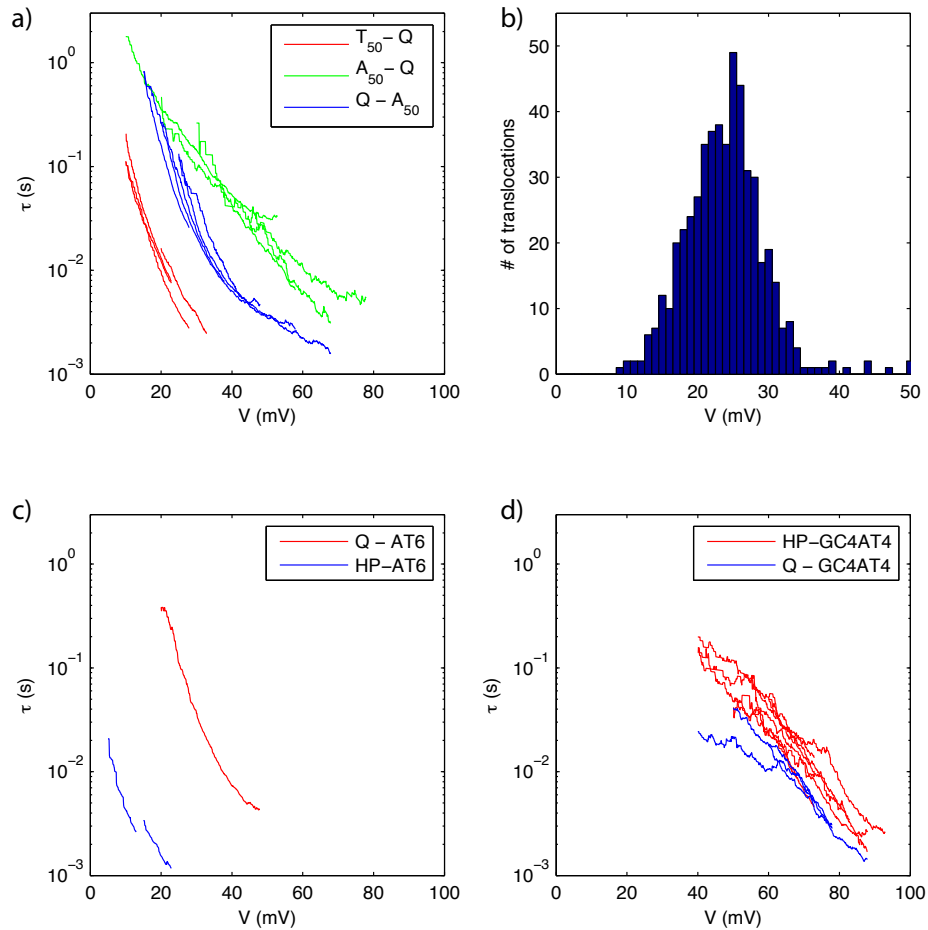 a)
T50 – Q
A50 – Q
Q – A50
10^0
10^-1
10^-2
10^-3
τ (s)
0 20 40 60 80 100
V (mV)
b)
50
40
30
20
10
0
# of translocations
0 10 20 30 40 50
V (mV)
c)
Q – AT6
HP–AT6
10^0
10^-1
10^-2
10^-3
τ (s)
0 20 40 60 80 100
V (mV)
d)
HP–GC4AT4
Q – GC4AT4
10^0
10^-1
10^-2
10^-3
τ (s)
0 20 40 60 80 100
V (mV)